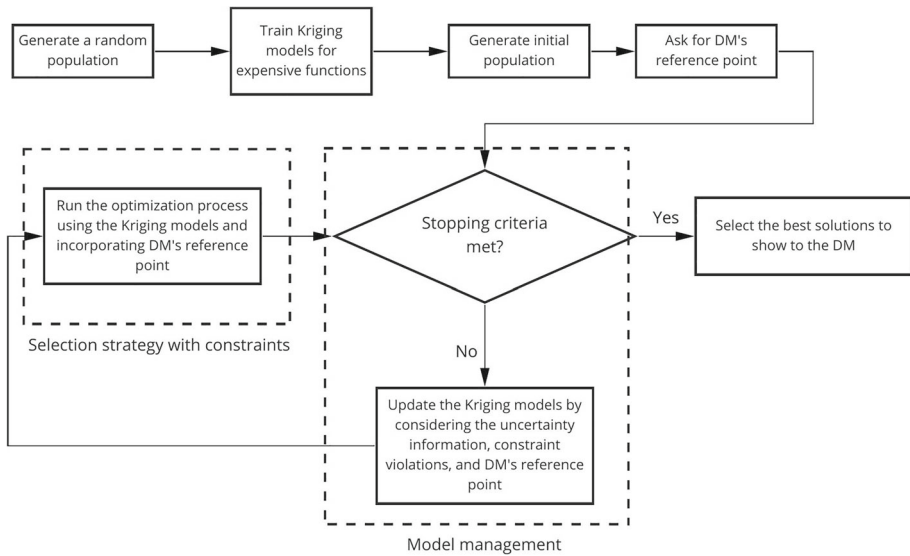 Generate a random
population
Train Kriging
models for
expensive functions
Generate initial
population
Ask for DM's
reference point
Run the optimization process
using the Kriging models and
incorporating DM's reference
point
Selection strategy with constraints
Stopping criteria
met?
Yes
Select the best solutions to
show to the DM
No
Update the Kriging models by
considering the uncertainty
information, constraint
violations, and DM's reference
point
Model management